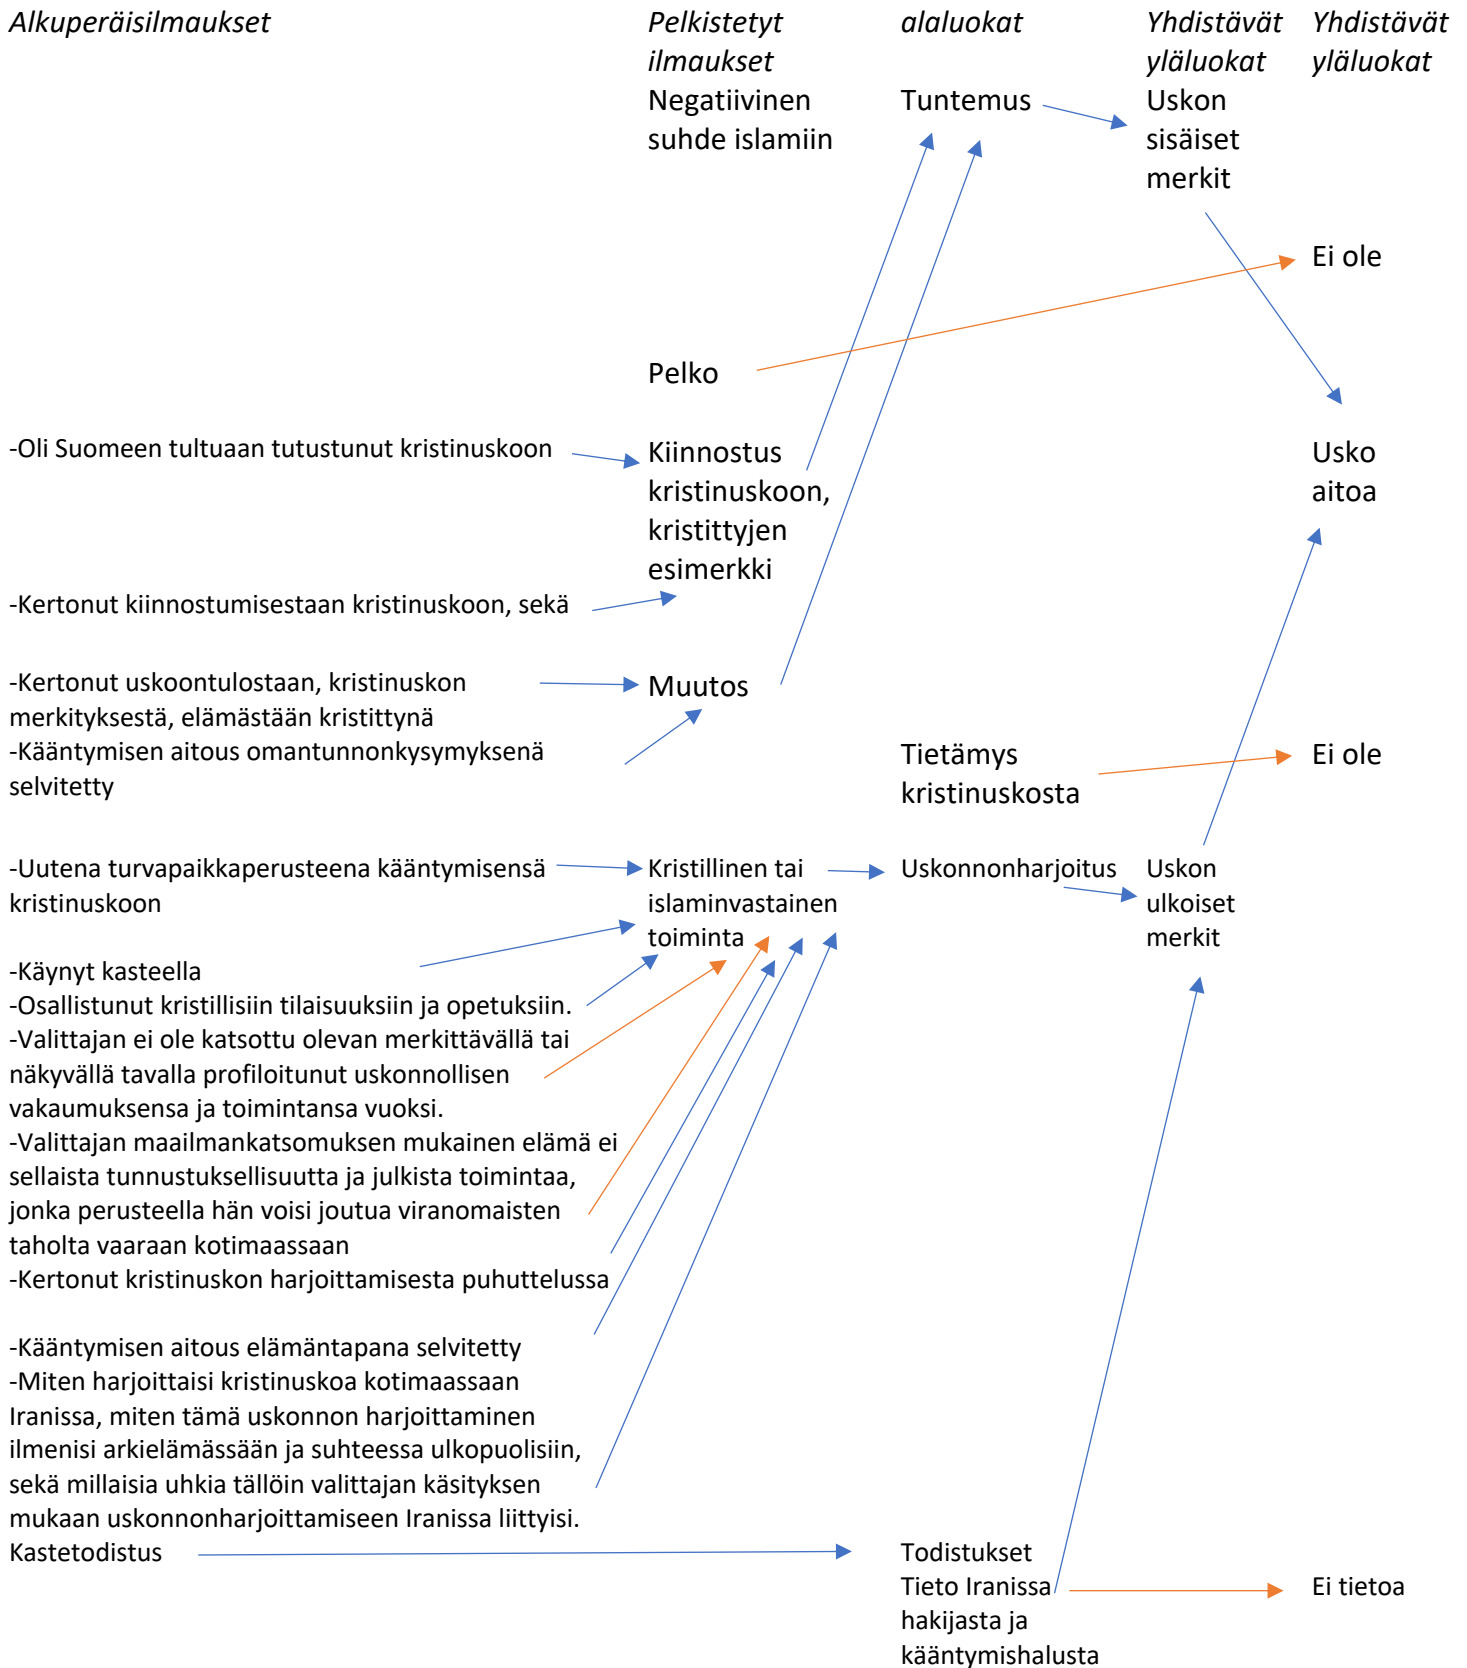 Alkuperäisilmaukset
Pelkistetyt
ilmaukset
alaluokat
Yhdistävät
yläluokat
Yhdistävät
yläluokat
Negatiivinen
suhde islamiin
Tuntemus
Uskon
sisäiset
merkit
Ei ole
Pelko
-Oli Suomeen tultuaan tutustunut kristinuskoon
Kiinnostus
kristinuskoon,
kristittyjen
esimerkki
Usko
aitoa
-Kertonut kiinnostumisestaan kristinuskoon, sekä
-Kertonut uskoontulostaan, kristinuskon
merkityksestä, elämästään kristittynä
Muutos
-Kääntymisen aitous omantunnonkysymyksenä
selvitetty
Tietämys
kristinuskosta
Ei ole
-Uutena turvapaikkaperusteena kääntymisensä
kristinuskoon
Kristillinen tai
islaminvastainen
toiminta
Uskonnonharjoitus
Uskon
ulkoiset
merkit
-Käynyt kasteella
-Osallistunut kristillisiin tilaisuuksiin ja opetuksiin.
-Valittajan ei ole katsottu olevan merkittävällä tai
näkyvällä tavalla profiloitunut uskonnollisen
vakaumuksensa ja toimintansa vuoksi.
-Valittajan maailmankatsomuksen mukainen elämä ei
sellaista tunnustuksellisuutta ja julkista toimintaa,
jonka perusteella hän voisi joutua viranomaisten
taholta vaaraan kotimaassaan
-Kertonut kristinuskon harjoittamisesta puhuttelussa
-Kääntymisen aitous elämäntapana selvitetty
-Miten harjoittaisi kristinuskoa kotimaassaan
Iranissa, miten tämä uskonnon harjoittaminen
ilmenisi arkielämässään ja suhteessa ulkopuolisiin,
sekä millaisia uhkia tällöin valittajan käsityksen
mukaan uskonnonharjoittamiseen Iranissa liittyisi.
Kastetodistus
Todistukset
Tieto Iranissa
hakijasta ja
kääntymishalusta
Ei tietoa